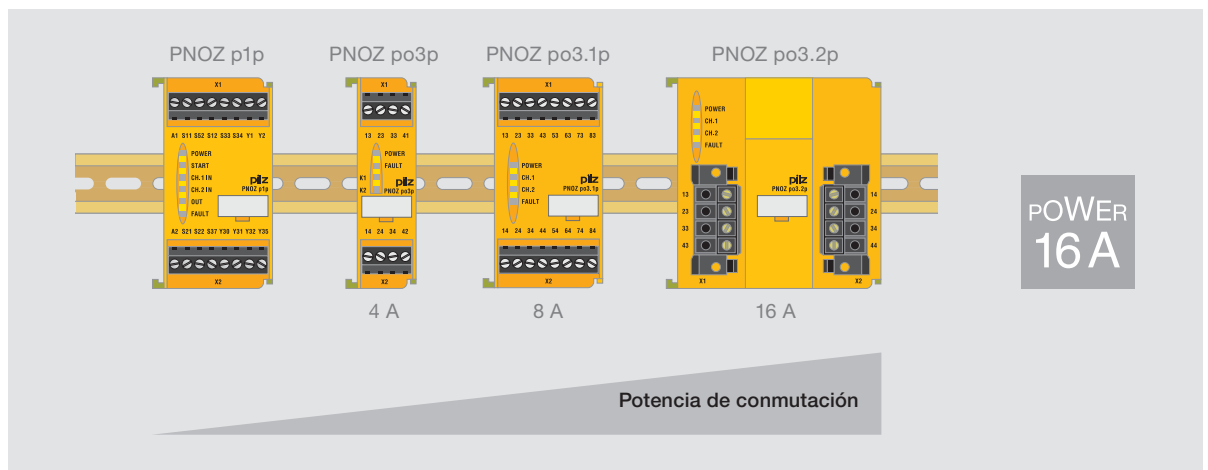 PNOZ p1p
PNOZ po3p
PNOZ po3.1p
PNOZ po3.2p
X1
A1 S11 S52 S12 S33 S34 Y1 Y2
POWER
START
CH.1 IN
CH.2 IN
OUT
FAULT
pilz
PNOZ p1p
A2 S21 S22 S37 Y30 Y31 Y32 Y35
X2
X1
13 23 33 41
POWER
FAULT
K1
K2
pilz
PNOZ po3p
14 24 34 42
X2
X1
13 23 33 43 53 63 73 83
POWER
CH.1
CH.2
FAULT
pilz
PNOZ po3.1p
14 24 34 44 54 64 74 84
X2
POWER
CH.1
CH.2
FAULT
13
23
33
43
X1
pilz
PNOZ po3.2p
14
24
34
44
X2
4 A
8 A
16 A
Potencia de conmutación
POWER
16 A